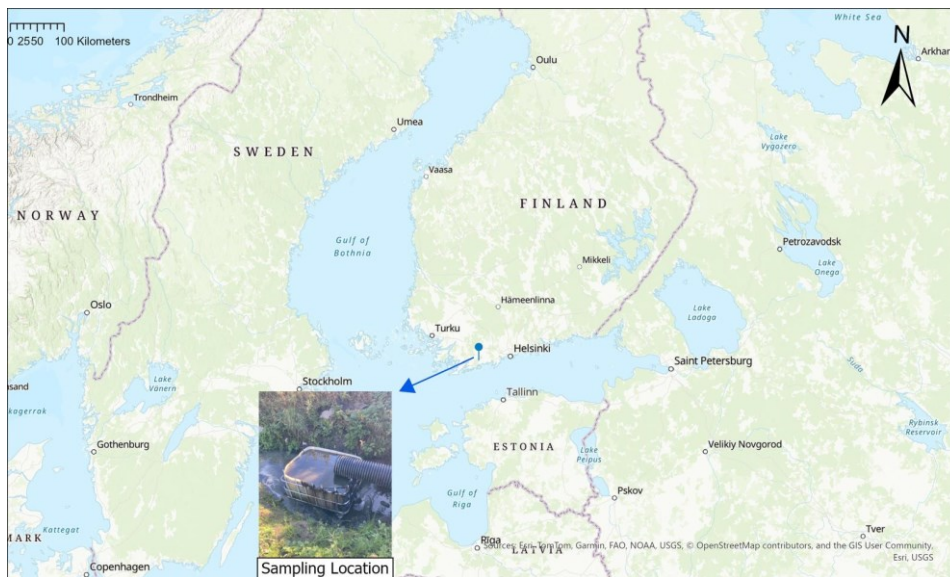 White Sea
0 2550 100 Kilometers
N
Arkhan
Oulu
Trondheim
Umea
Lake
Vygozero
SWEDEN
Vaasa
FINLAND
NORWAY
Petrozavodsk
Gulf of
Bothnia
Mikkeli
Lake
Onega
Hämeenlinna
Oslo
Lake
Ladoga
Turku
Helsinki
Saint Petersburg
Suda
Lake
Vänern
Stockholm
Tallinn
sand
kagerrak
Rybinsk
Reservoir
Gothenburg
ESTONIA
Lake
Peipus
Velikiy Novgorod
Gulf of
Riga
Pskov
Kattegat
Tver
MARK
Rīga
LATVIA
Sources: Esri, TomTom, Garmin, FAO, NOAA, USGS, © OpenStreetMap contributors, and the GIS User Community,
Esri, USGS
Copenhagen
Sampling Location